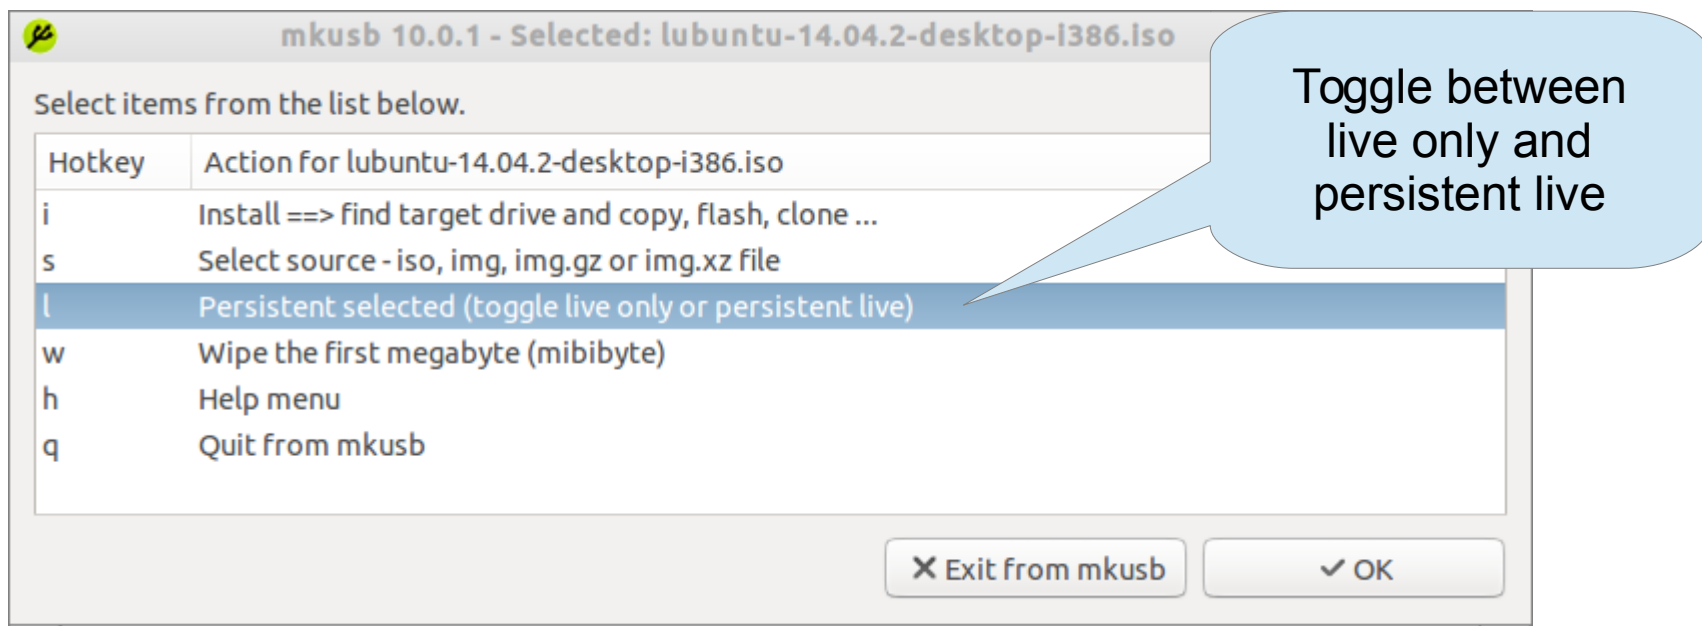 mkusb 10.0.1 - Selected: lubuntu-14.04.2-desktop-i386.iso
Toggle between
live only and
persistent live
Select items from the list below.
Hotkey Action for lubuntu-14.04.2-desktop-i386.iso
i Install ==> find target drive and copy, flash, clone ...
s Select source - iso, img, img.gz or img.xz file
l Persistent selected (toggle live only or persistent live)
w Wipe the first megabyte (mibibyte)
h Help menu
q Quit from mkusb
Exit from mkusb
OK